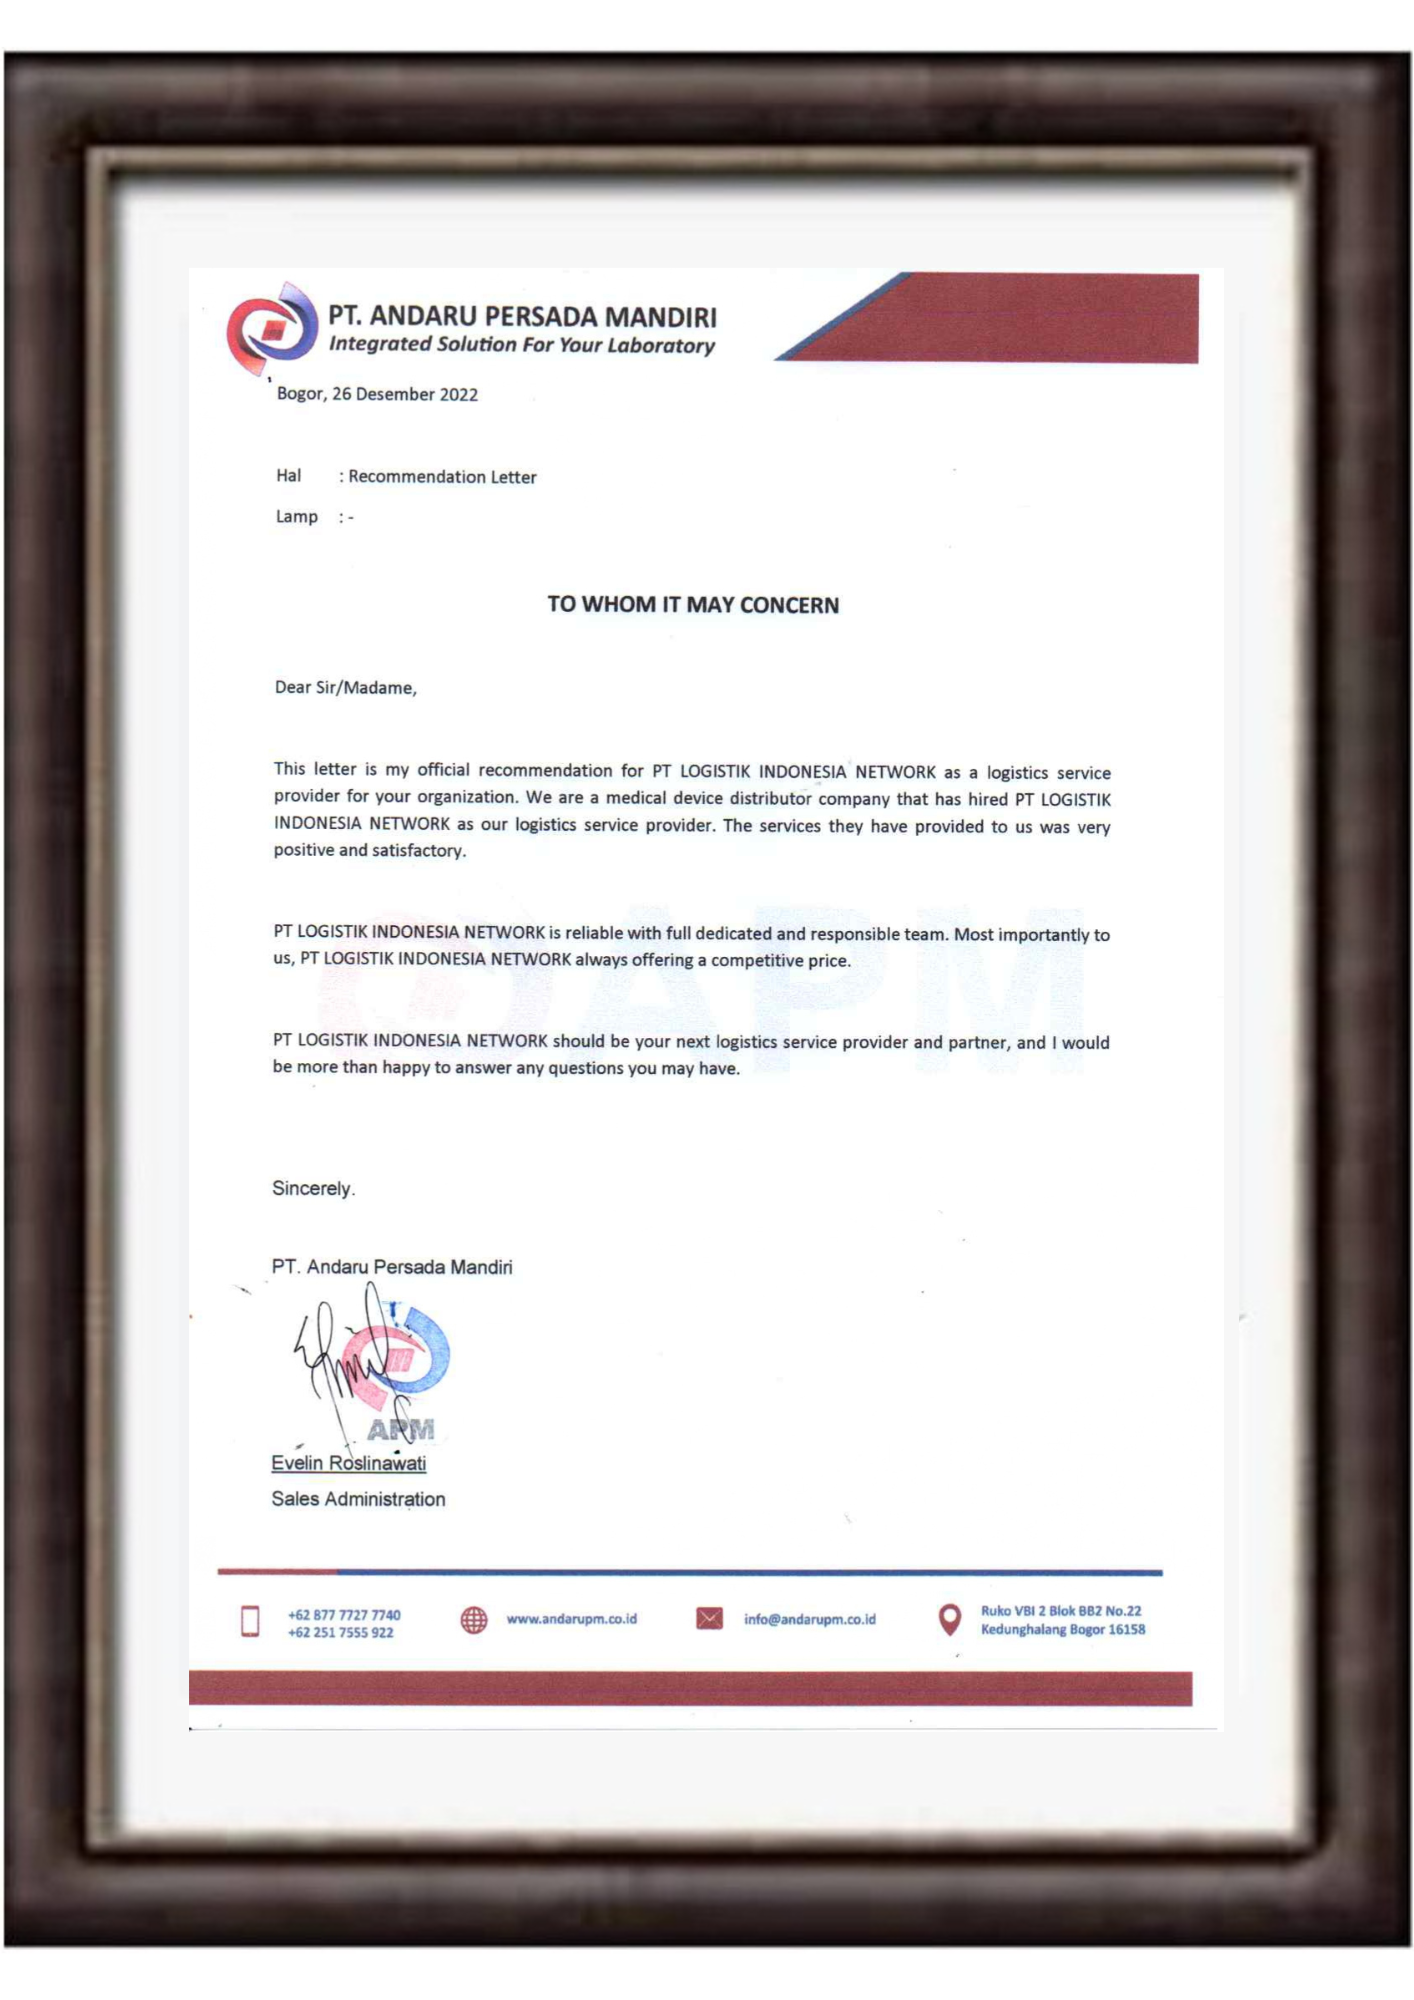 PT. ANDARU PERSADA MANDIRI
Integrated Solution For Your Laboratory
Bogor, 26 Desember 2022
Hal : Recommendation Letter
Lamp : -
TO WHOM IT MAY CONCERN
Dear Sir/Madame,
This letter is my official recommendation for PT LOGISTIK INDONESIA NETWORK as a logistics service
provider for your organization. We are a medical device distributor company that has hired PT LOGISTIK
INDONESIA NETWORK as our logistics service provider. The services they have provided to us was very
positive and satisfactory.
PT LOGISTIK INDONESIA NETWORK is reliable with full dedicated and responsible team. Most importantly to
us, PT LOGISTIK INDONESIA NETWORK always offering a competitive price.
APM
PT LOGISTIK INDONESIA NETWORK should be your next logistics service provider and partner, and I would
be more than happy to answer any questions you may have.
Sincerely.
PT. Andaru Persada Mandiri
APM
Evelin Roslinawati
Sales Administration
+62 877 7727 7740
+62 251 7555 922
www.andarupm.co.id
info@andarupm.co.id
Ruko VBI 2 Blok BB2 No.22
Kedunghalang Bogor 16158